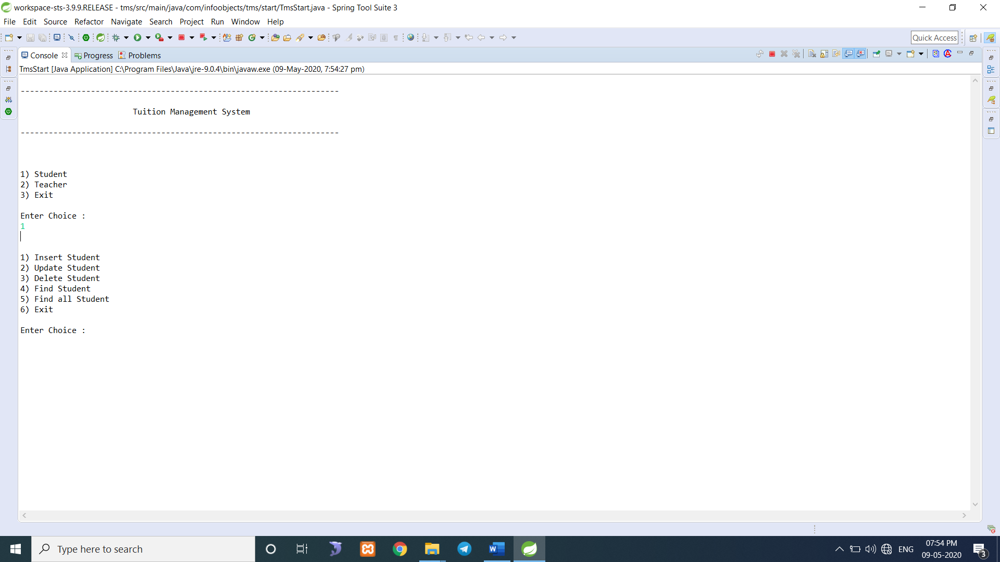 workspace-sts-3.9.9.RELEASE - tms/src/main/java/com/infoobjects/tms/start/TmsStart.java - Spring Tool Suite 3
File Edit Source Refactor Navigate Search Project Run Window Help
Quick Access
Console Progress Problems
TmsStart [Java Application] C:\Program Files\Java\jre-9.0.4\bin\javaw.exe (09-May-2020, 7:54:27 pm)
--------------------------------------------------------------------
Tuition Management System
--------------------------------------------------------------------
1) Student
2) Teacher
3) Exit
Enter Choice :
1
1) Insert Student
2) Update Student
3) Delete Student
4) Find Student
5) Find all Student
6) Exit
Enter Choice :
Type here to search
ENG
07:54 PM
09-05-2020
3